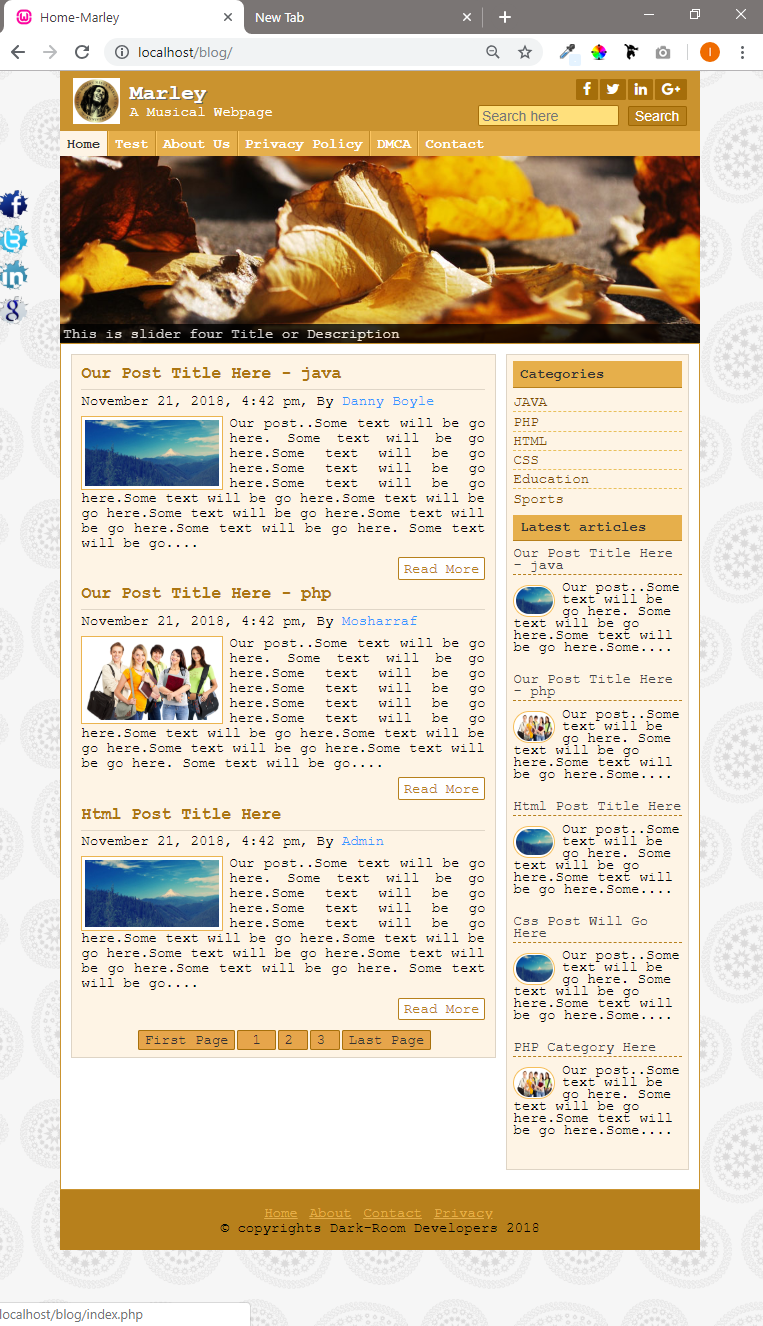 Home-Marley
New Tab
localhost/blog/
I
Marley
A Musical Webpage
f in G+
Search here Search
Home Test About Us Privacy Policy DMCA Contact
f
t
in
g
This is slider four Title or Description
Our Post Title Here - java
November 21, 2018, 4:42 pm, By Danny Boyle
Our post..Some text will be go
here. Some text will be go
here.Some text will be go
here.Some text will be go
here.Some text will be go
here.Some text will be go here.Some text will be
go here.Some text will be go here.Some text will
be go here.Some text will be go here. Some text
will be go....
Read More
Our Post Title Here - php
November 21, 2018, 4:42 pm, By Mosharraf
Our post..Some text will be go
here. Some text will be go
here.Some text will be go
here.Some text will be go
here.Some text will be go
here.Some text will be go
here.Some text will be go here.Some text will be
go here.Some text will be go here.Some text will
be go here. Some text will be go....
Read More
Html Post Title Here
November 21, 2018, 4:42 pm, By Admin
Our post..Some text will be go
here. Some text will be go
here.Some text will be go
here.Some text will be go
here.Some text will be go
here.Some text will be go here.Some text will be
go here.Some text will be go here.Some text will
be go here.Some text will be go here. Some text
will be go....
Read More
First Page 1 2 3 Last Page
Categories
JAVA
PHP
HTML
CSS
Education
Sports
Latest articles
Our Post Title Here
- java
Our post..Some
text will be
go here. Some
text will be go
here.Some text will
be go here.Some....
Our Post Title Here
- php
Our post..Some
text will be
go here. Some
text will be go
here.Some text will
be go here.Some....
Html Post Title Here
Our post..Some
text will be
go here. Some
text will be go
here.Some text will
be go here.Some....
Css Post Will Go
Here
Our post..Some
text will be
go here. Some
text will be go
here.Some text will
be go here.Some....
PHP Category Here
Our post..Some
text will be
go here. Some
text will be go
here.Some text will
be go here.Some....
Home About Contact Privacy
© copyrights Dark-Room Developers 2018
localhost/blog/index.php